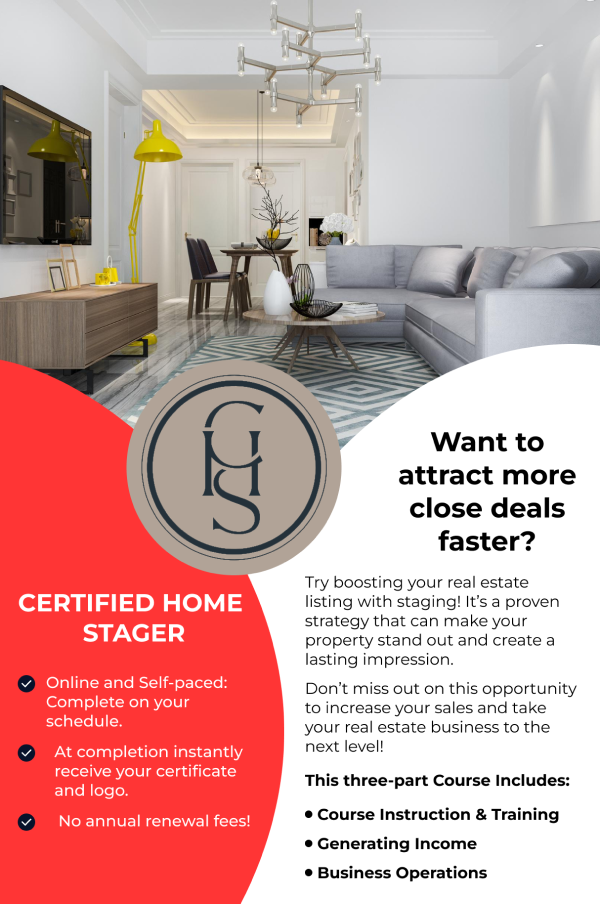 CHS
Want to
attract more
close deals
faster?
CERTIFIED HOME
STAGER
Online and Self-paced:
Complete on your
schedule.
At completion instantly
receive your certificate
and logo.
No annual renewal fees!
Try boosting your real estate
listing with staging! It’s a proven
strategy that can make your
property stand out and create a
lasting impression.
Don’t miss out on this opportunity
to increase your sales and take
your real estate business to the
next level!
This three-part Course Includes:
• Course Instruction & Training
• Generating Income
• Business Operations